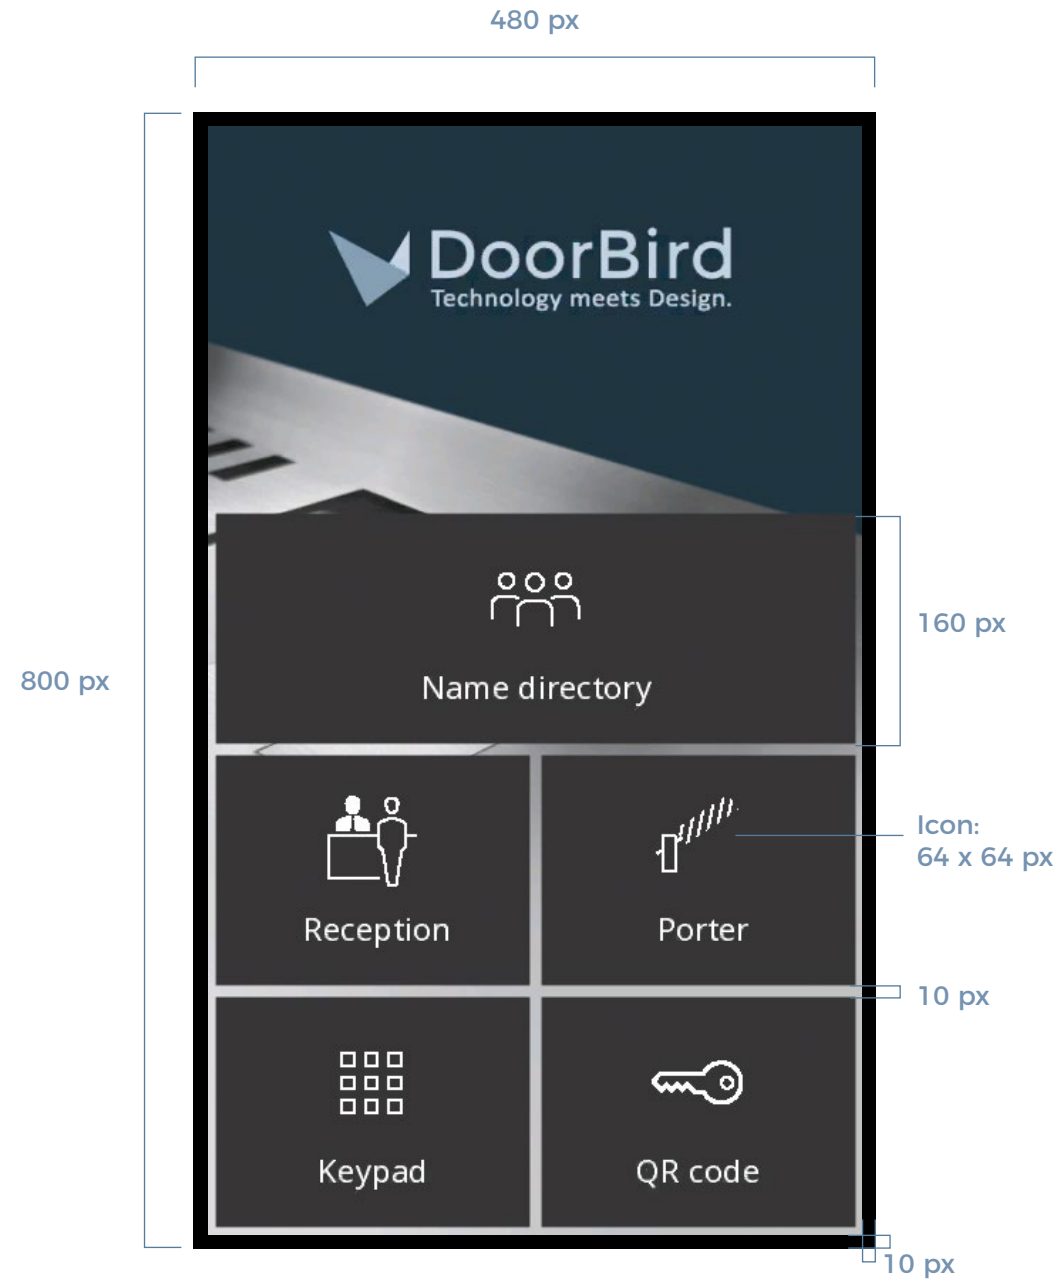 480 px
DoorBird
Technology meets Design.
160 px
Name directory
800 px
Icon:
64 x 64 px
Reception
Porter
10 px
Keypad
QR code
10 px